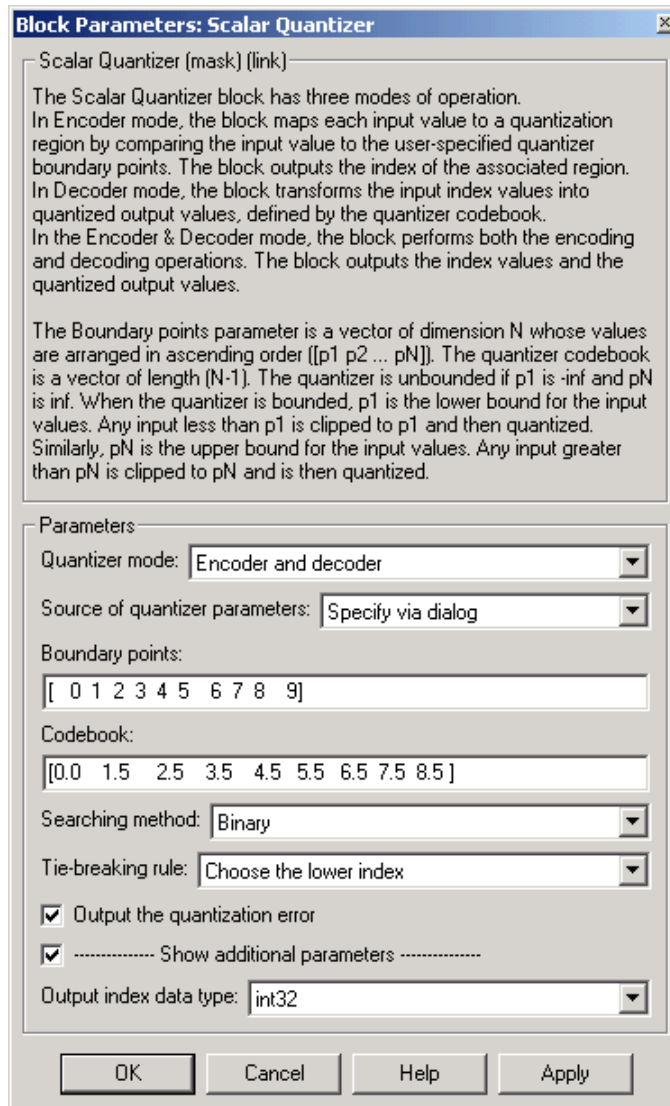 Block Parameters: Scalar Quantizer
Scalar Quantizer (mask) (link)
The Scalar Quantizer block has three modes of operation.
In Encoder mode, the block maps each input value to a quantization
region by comparing the input value to the user-specified quantizer
boundary points. The block outputs the index of the associated region.
In Decoder mode, the block transforms the input index values into
quantized output values, defined by the quantizer codebook.
In the Encoder & Decoder mode, the block performs both the encoding
and decoding operations. The block outputs the index values and the
quantized output values.
The Boundary points parameter is a vector of dimension N whose values
are arranged in ascending order ([p1 p2 ... pN]). The quantizer codebook
is a vector of length (N-1). The quantizer is unbounded if p1 is -inf and pN
is inf. When the quantizer is bounded, p1 is the lower bound for the input
values. Any input less than p1 is clipped to p1 and then quantized.
Similarly, pN is the upper bound for the input values. Any input greater
than pN is clipped to pN and is then quantized.
Parameters
Quantizer mode: Encoder and decoder
Source of quantizer parameters: Specify via dialog
Boundary points:
[ 0 1 2 3 4 5 6 7 8 9]
Codebook:
[0.0 1.5 2.5 3.5 4.5 5.5 6.5 7.5 8.5 ]
Searching method: Binary
Tie-breaking rule: Choose the lower index
Output the quantization error
-------------- Show additional parameters ---------------
Output index data type: int32
OK Cancel Help Apply